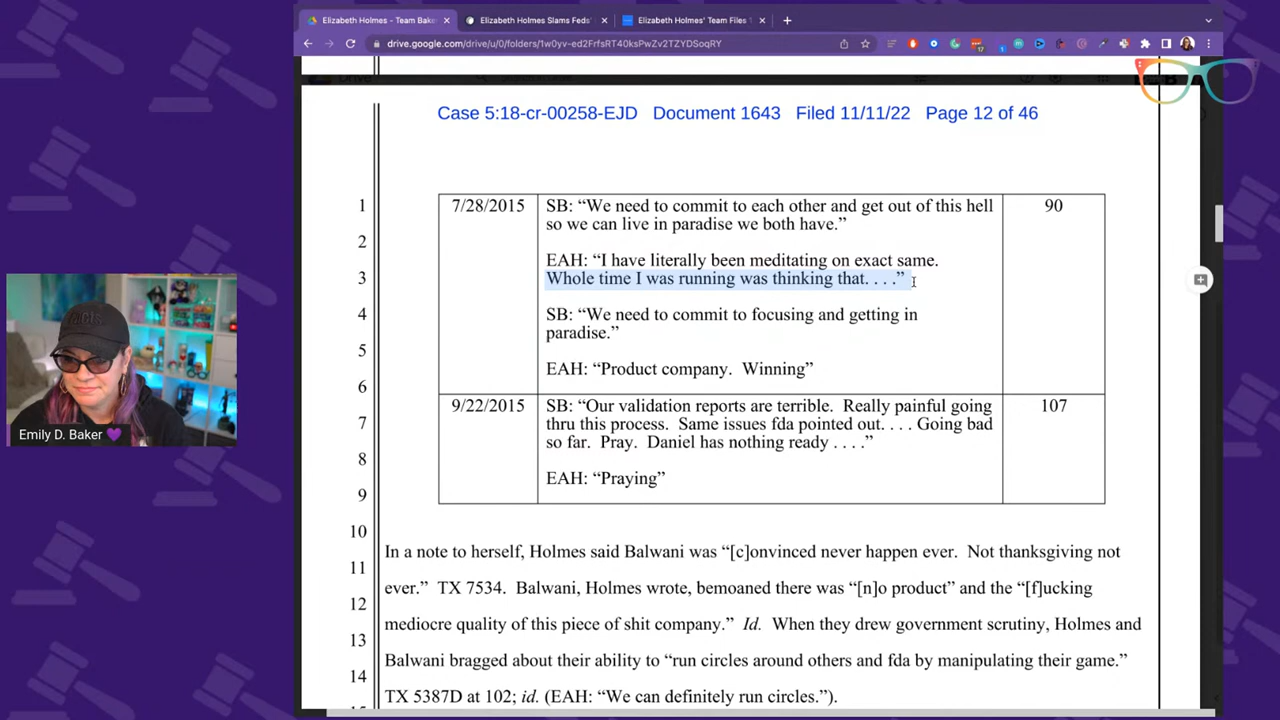 Elizabeth Holmes - Team Bake
Elizabeth Holmes Slams Feds'
Elizabeth Holmes' Team Files T
drive.google.com/drive/u/0/folders/1w0yv-ed2FrfsRT40ksPwZv2TZYDSoqRY
Case 5:18-cr-00258-EJD Document 1643 Filed 11/11/22 Page 12 of 46
1 7/28/2015 SB: “We need to commit to each other and get out of this hell 90
so we can live in paradise we both have.”
2
EAH: “I have literally been meditating on exact same.
3 Whole time I was running was thinking that. . . .”
4 SB: “We need to commit to focusing and getting in
paradise.”
5
EAH: “Product company. Winning”
6
9/22/2015 SB: “Our validation reports are terrible. Really painful going 107
7 thru this process. Same issues fda pointed out. . . . Going bad
so far. Pray. Daniel has nothing ready . . . .”
8
EAH: “Praying”
9
10
In a note to herself, Holmes said Balwani was “[c]onvinced never happen ever. Not thanksgiving not
11
ever.” TX 7534. Balwani, Holmes wrote, bemoaned there was “[n]o product” and the “[f]ucking
12
mediocre quality of this piece of shit company.” Id. When they drew government scrutiny, Holmes and
13
Balwani bragged about their ability to “run circles around others and fda by manipulating their game.”
14
TX 5387D at 102; id. (EAH: “We can definitely run circles.”).
15
Emily D. Baker 💜